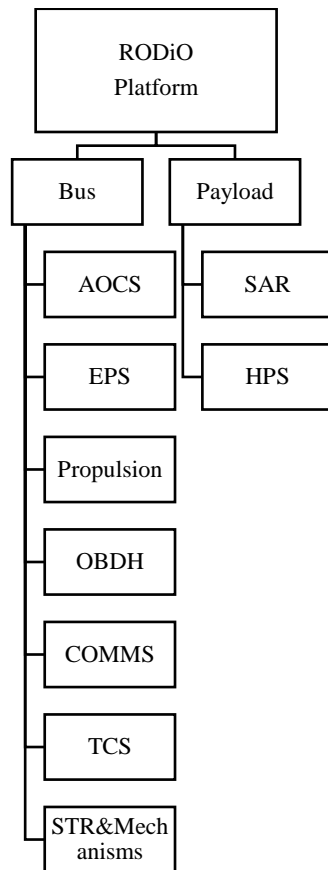 RODiO
Platform
Bus
Payload
AOCS
SAR
EPS
HPS
Propulsion
OBDH
COMMS
TCS
STR&Mech
anisms